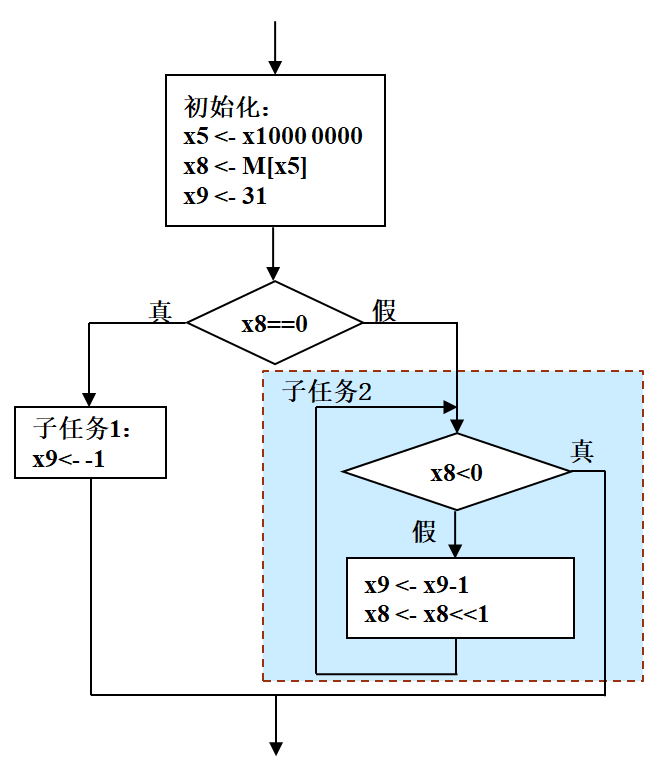 初始化：
x5 <- x1000 0000
x8 <- M[x5]
x9 <- 31
真
假
x8==0
子任务2
子任务1：
x9<- -1
x8<0
真
假
x9 <- x9-1
x8 <- x8<<1